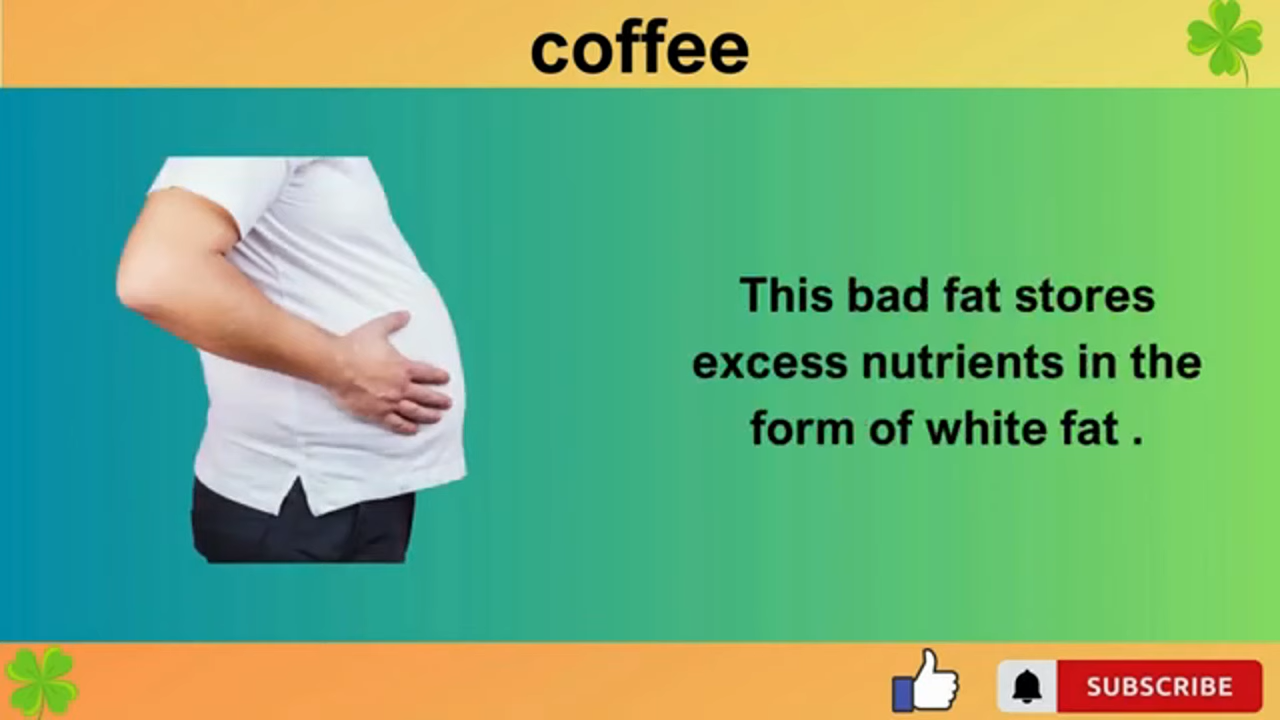 coffee
This bad fat stores
excess nutrients in the
form of white fat .
SUBSCRIBE